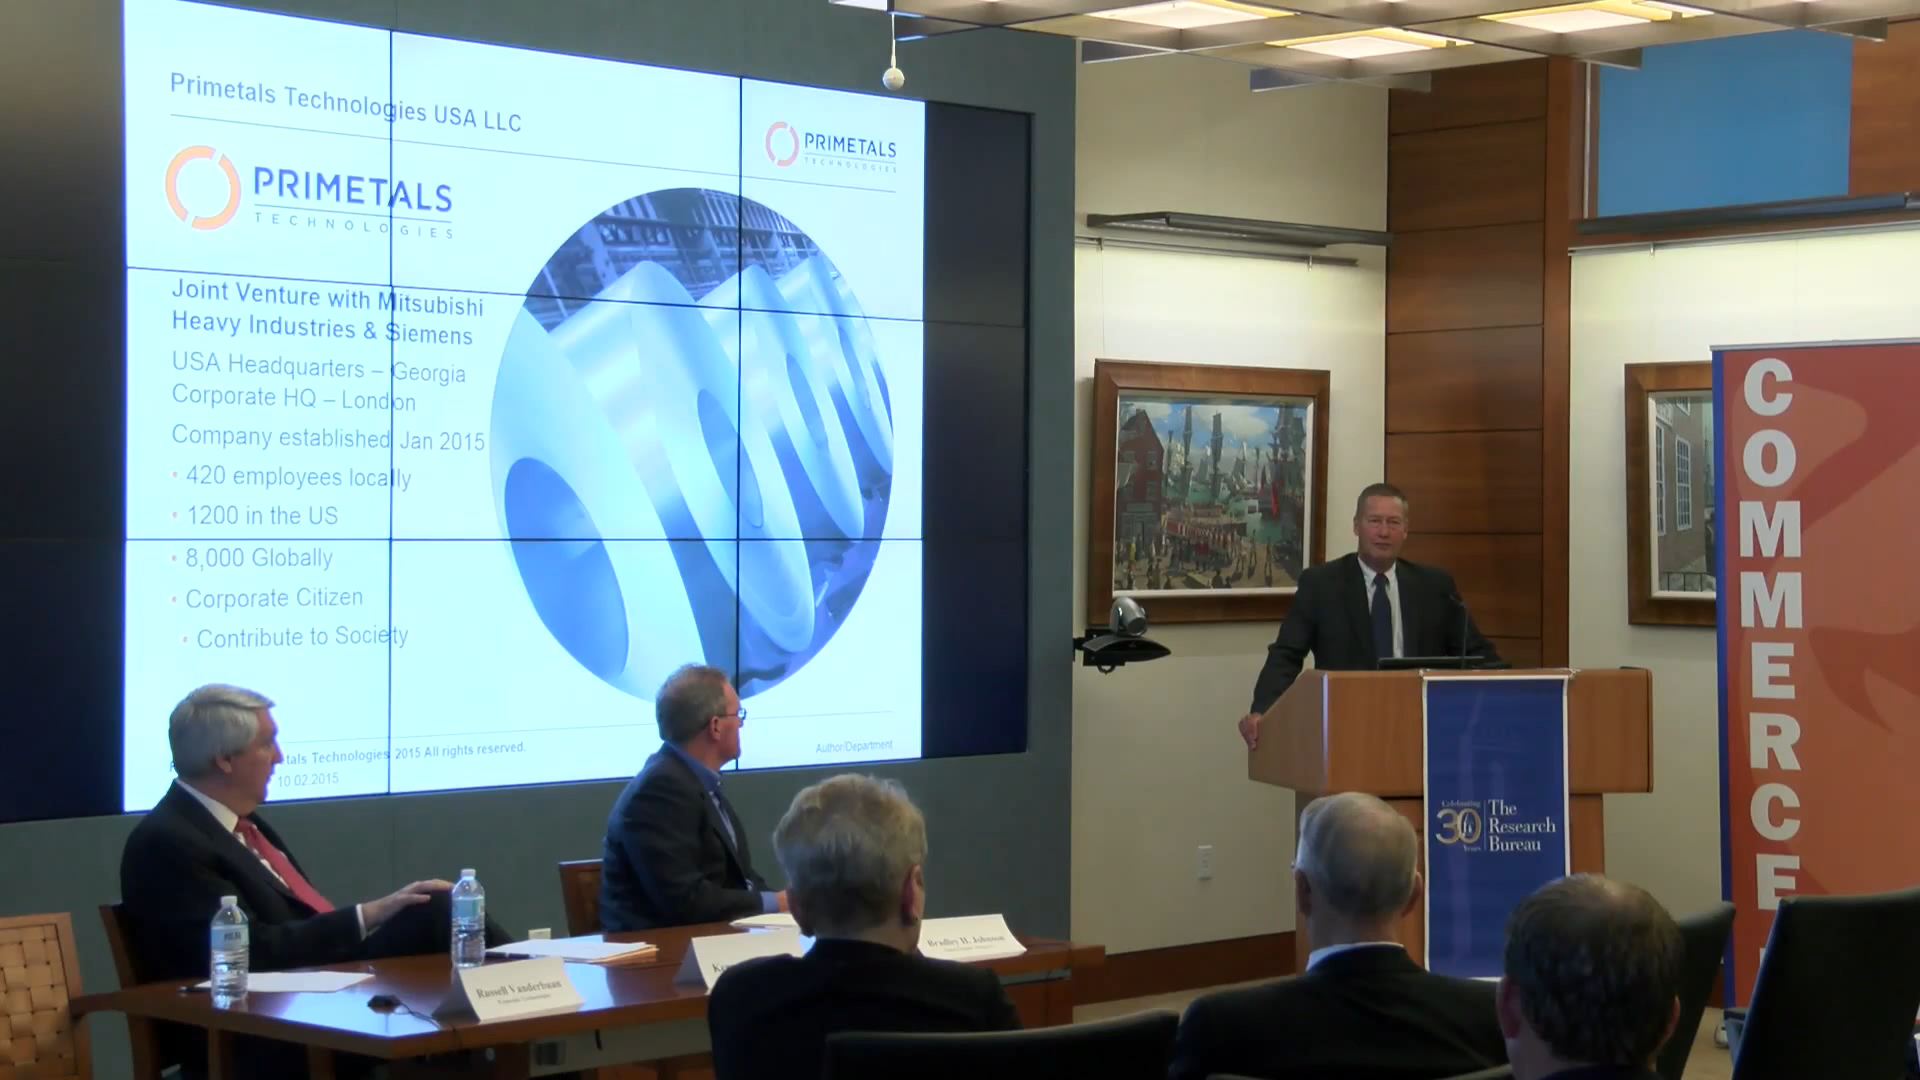 Primetals Technologies USA LLC
PRIMETALS
TECHNOLOGIES
PRIMETALS
TECHNOLOGIES
Joint Venture with Mitsubishi
Heavy Industries & Siemens
USA Headquarters – Georgia
Corporate HQ – London
Company established Jan 2015
• 420 employees locally
• 1200 in the US
• 8,000 Globally
• Corporate Citizen
• Contribute to Society
tals Technologies 2015 All rights reserved.
10.02.2015
Author/Department
Russell Vanderbaan
Primetals Technologies
Bradley H. Johnson
Celebrating
30
Years
The
Research
Bureau
COMMERCE